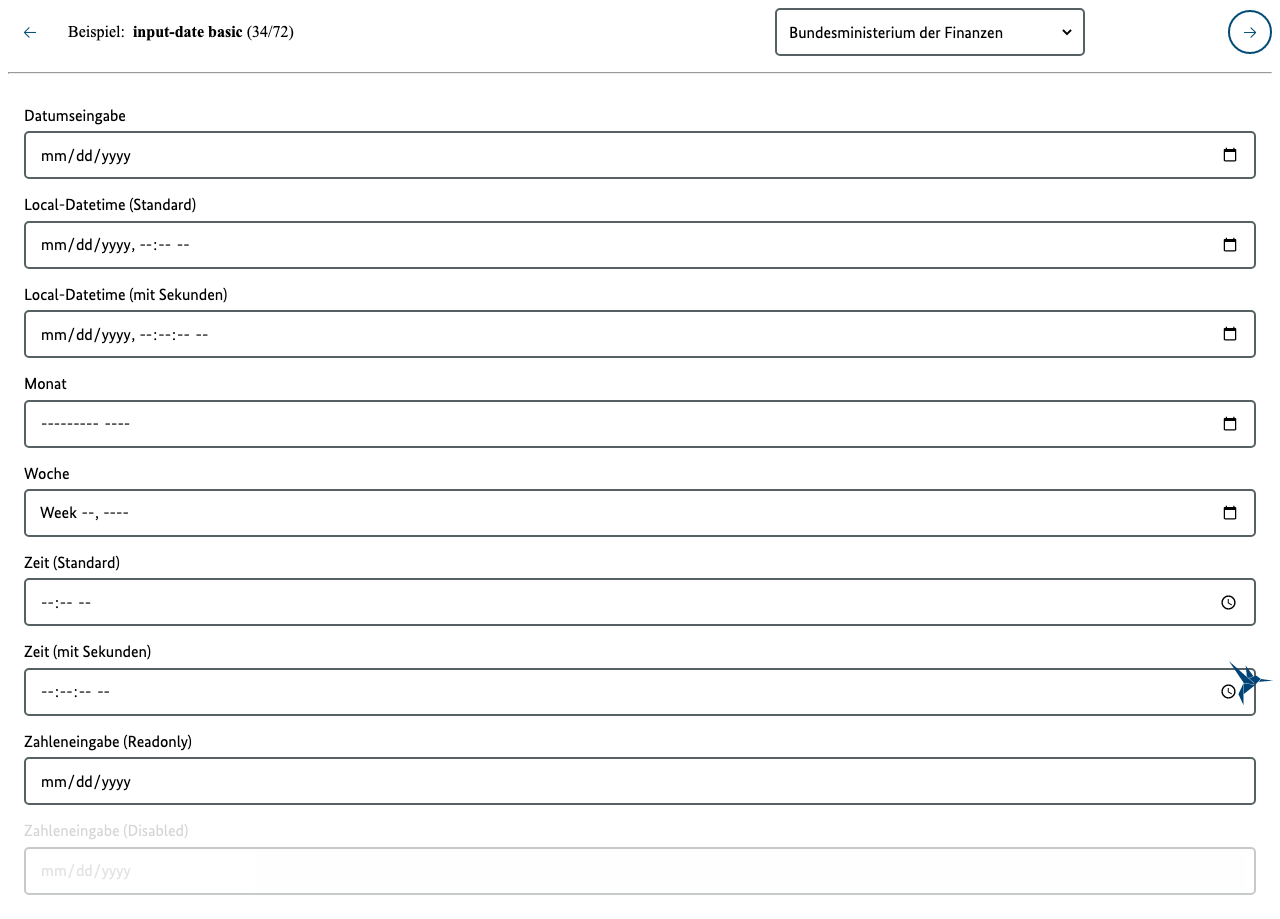 Beispiel: input-date basic (34/72)
Bundesministerium der Finanzen
Datumseingabe
mm/dd/yyyy
Local-Datetime (Standard)
mm/dd/yyyy, --:-- --
Local-Datetime (mit Sekunden)
mm/dd/yyyy, --:--:-- --
Monat
--------- ----
Woche
Week --, ----
Zeit (Standard)
--:-- --
Zeit (mit Sekunden)
--:--:-- --
Zahleneingabe (Readonly)
mm/dd/yyyy
Zahleneingabe (Disabled)
mm/dd/yyyy